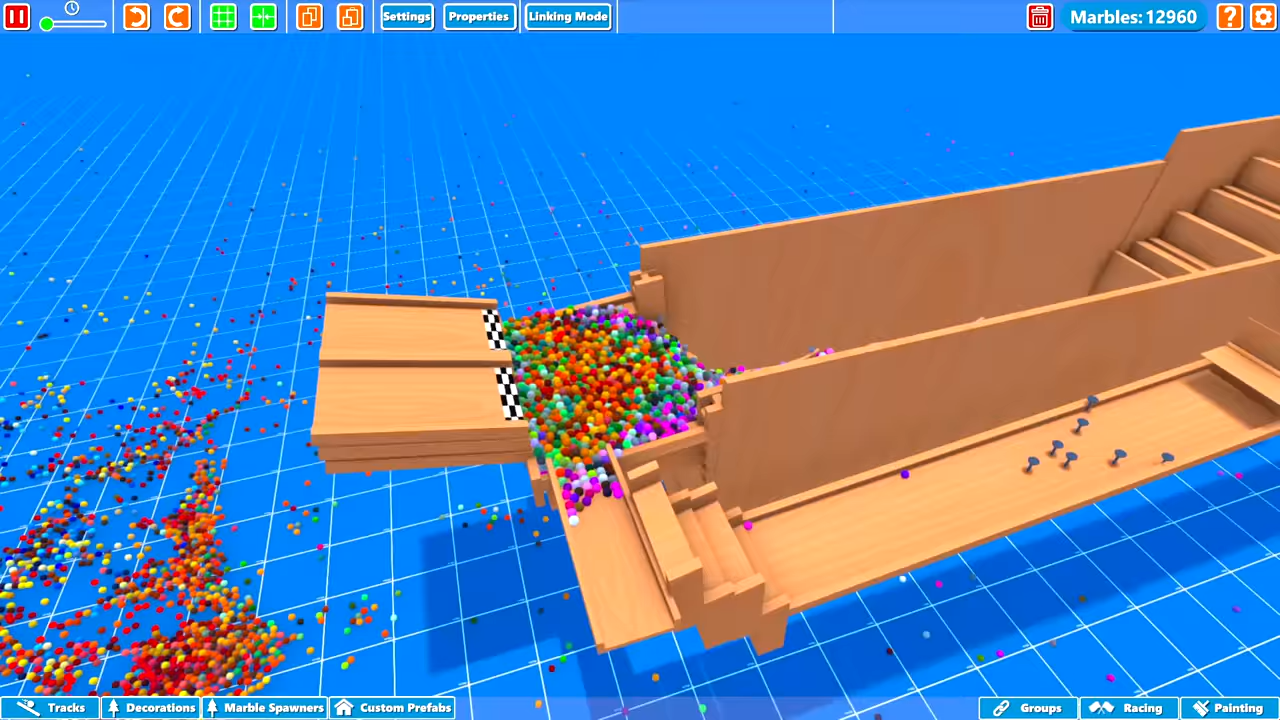 Settings
Properties
Linking Mode
Marbles: 12960
?
Tracks
Decorations
Marble Spawners
Custom Prefabs
Groups
Racing
Painting